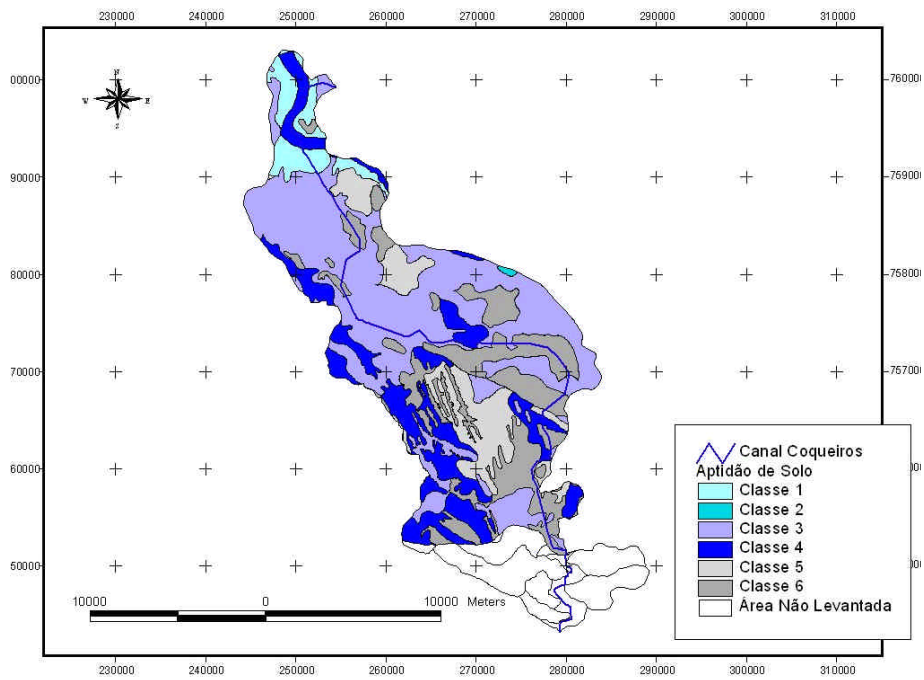 230000 240000 250000 260000 270000 280000 290000 300000 310000
00000 760000
N
W E
S
90000 759000
80000 758000
70000 757000
Canal Coqueiros
Aptidão de Solo
60000
Classe 1
Classe 2
Classe 3
Classe 4
50000
Classe 5
Classe 6
Área Não Levantada
10000 0 10000 Meters
230000 240000 250000 260000 270000 280000 290000 300000 310000